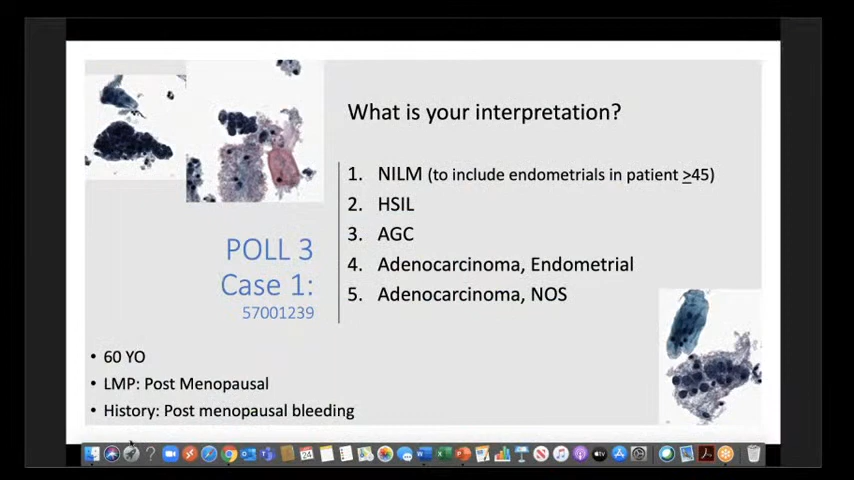 What is your interpretation?
1. NILM (to include endometrials in patient ≥45)
2. HSIL
3. AGC
4. Adenocarcinoma, Endometrial
5. Adenocarcinoma, NOS
POLL 3
Case 1:
57001239
• 60 YO
• LMP: Post Menopausal
• History: Post menopausal bleeding